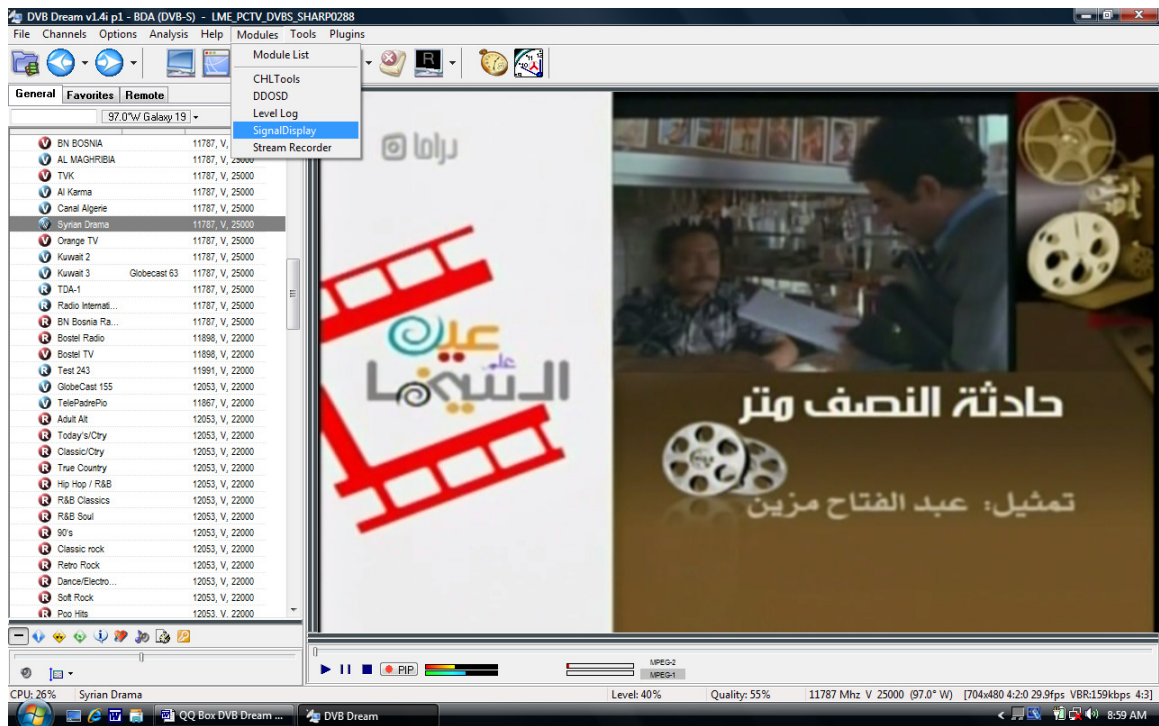 DVB Dream v1.4i p1 - BDA (DVB-S) - LME_PCTV_DVBS_SHARP0288
File Channels Options Analysis Help Modules Tools Plugins
Module List
CHLTools
DDOSD
Level Log
SignalDisplay
Stream Recorder
General Favorites Remote
97.0°W Galaxy 19
BN BOSNIA 11787, V,
AL MAGHRIBIA 11787, V, 25000
TVK 11787, V, 25000
Al Karma 11787, V, 25000
Canal Algerie 11787, V, 25000
Syrian Drama 11787, V, 25000
Orange TV 11787, V, 25000
Kuwait 2 11787, V, 25000
Kuwait 3 Globecast 63 11787, V, 25000
TDA-1 11787, V, 25000
Radio Internati... 11787, V, 25000
BN Bosnia Ra... 11787, V, 25000
Bostel Radio 11898, V, 22000
Bostel TV 11898, V, 22000
Test 243 11991, V, 22000
GlobeCast 155 12053, V, 22000
TelePadrePio 11867, V, 22000
Adult Alt 12053, V, 22000
Today's/Ctry 12053, V, 22000
Classic/Ctry 12053, V, 22000
True Country 12053, V, 22000
Hip Hop / R&B 12053, V, 22000
R&B Classics 12053, V, 22000
R&B Soul 12053, V, 22000
90's 12053, V, 22000
Classic rock 12053, V, 22000
Retro Rock 12053, V, 22000
Dance/Electro... 12053, V, 22000
Soft Rock 12053, V, 22000
Pop Hits 12053, V, 22000
دراما
عين
على
السينما
حادثة النصف متر
تمثيل: عبد الفتاح مزين
PIP
MPEG-2
MPEG-1
CPU: 26% Syrian Drama Level: 40% Quality: 55% 11787 Mhz V 25000 (97.0° W) [704x480 4:2:0 29.9fps VBR:159kbps 4:3]
QQ Box DVB Dream ... DVB Dream 8:59 AM